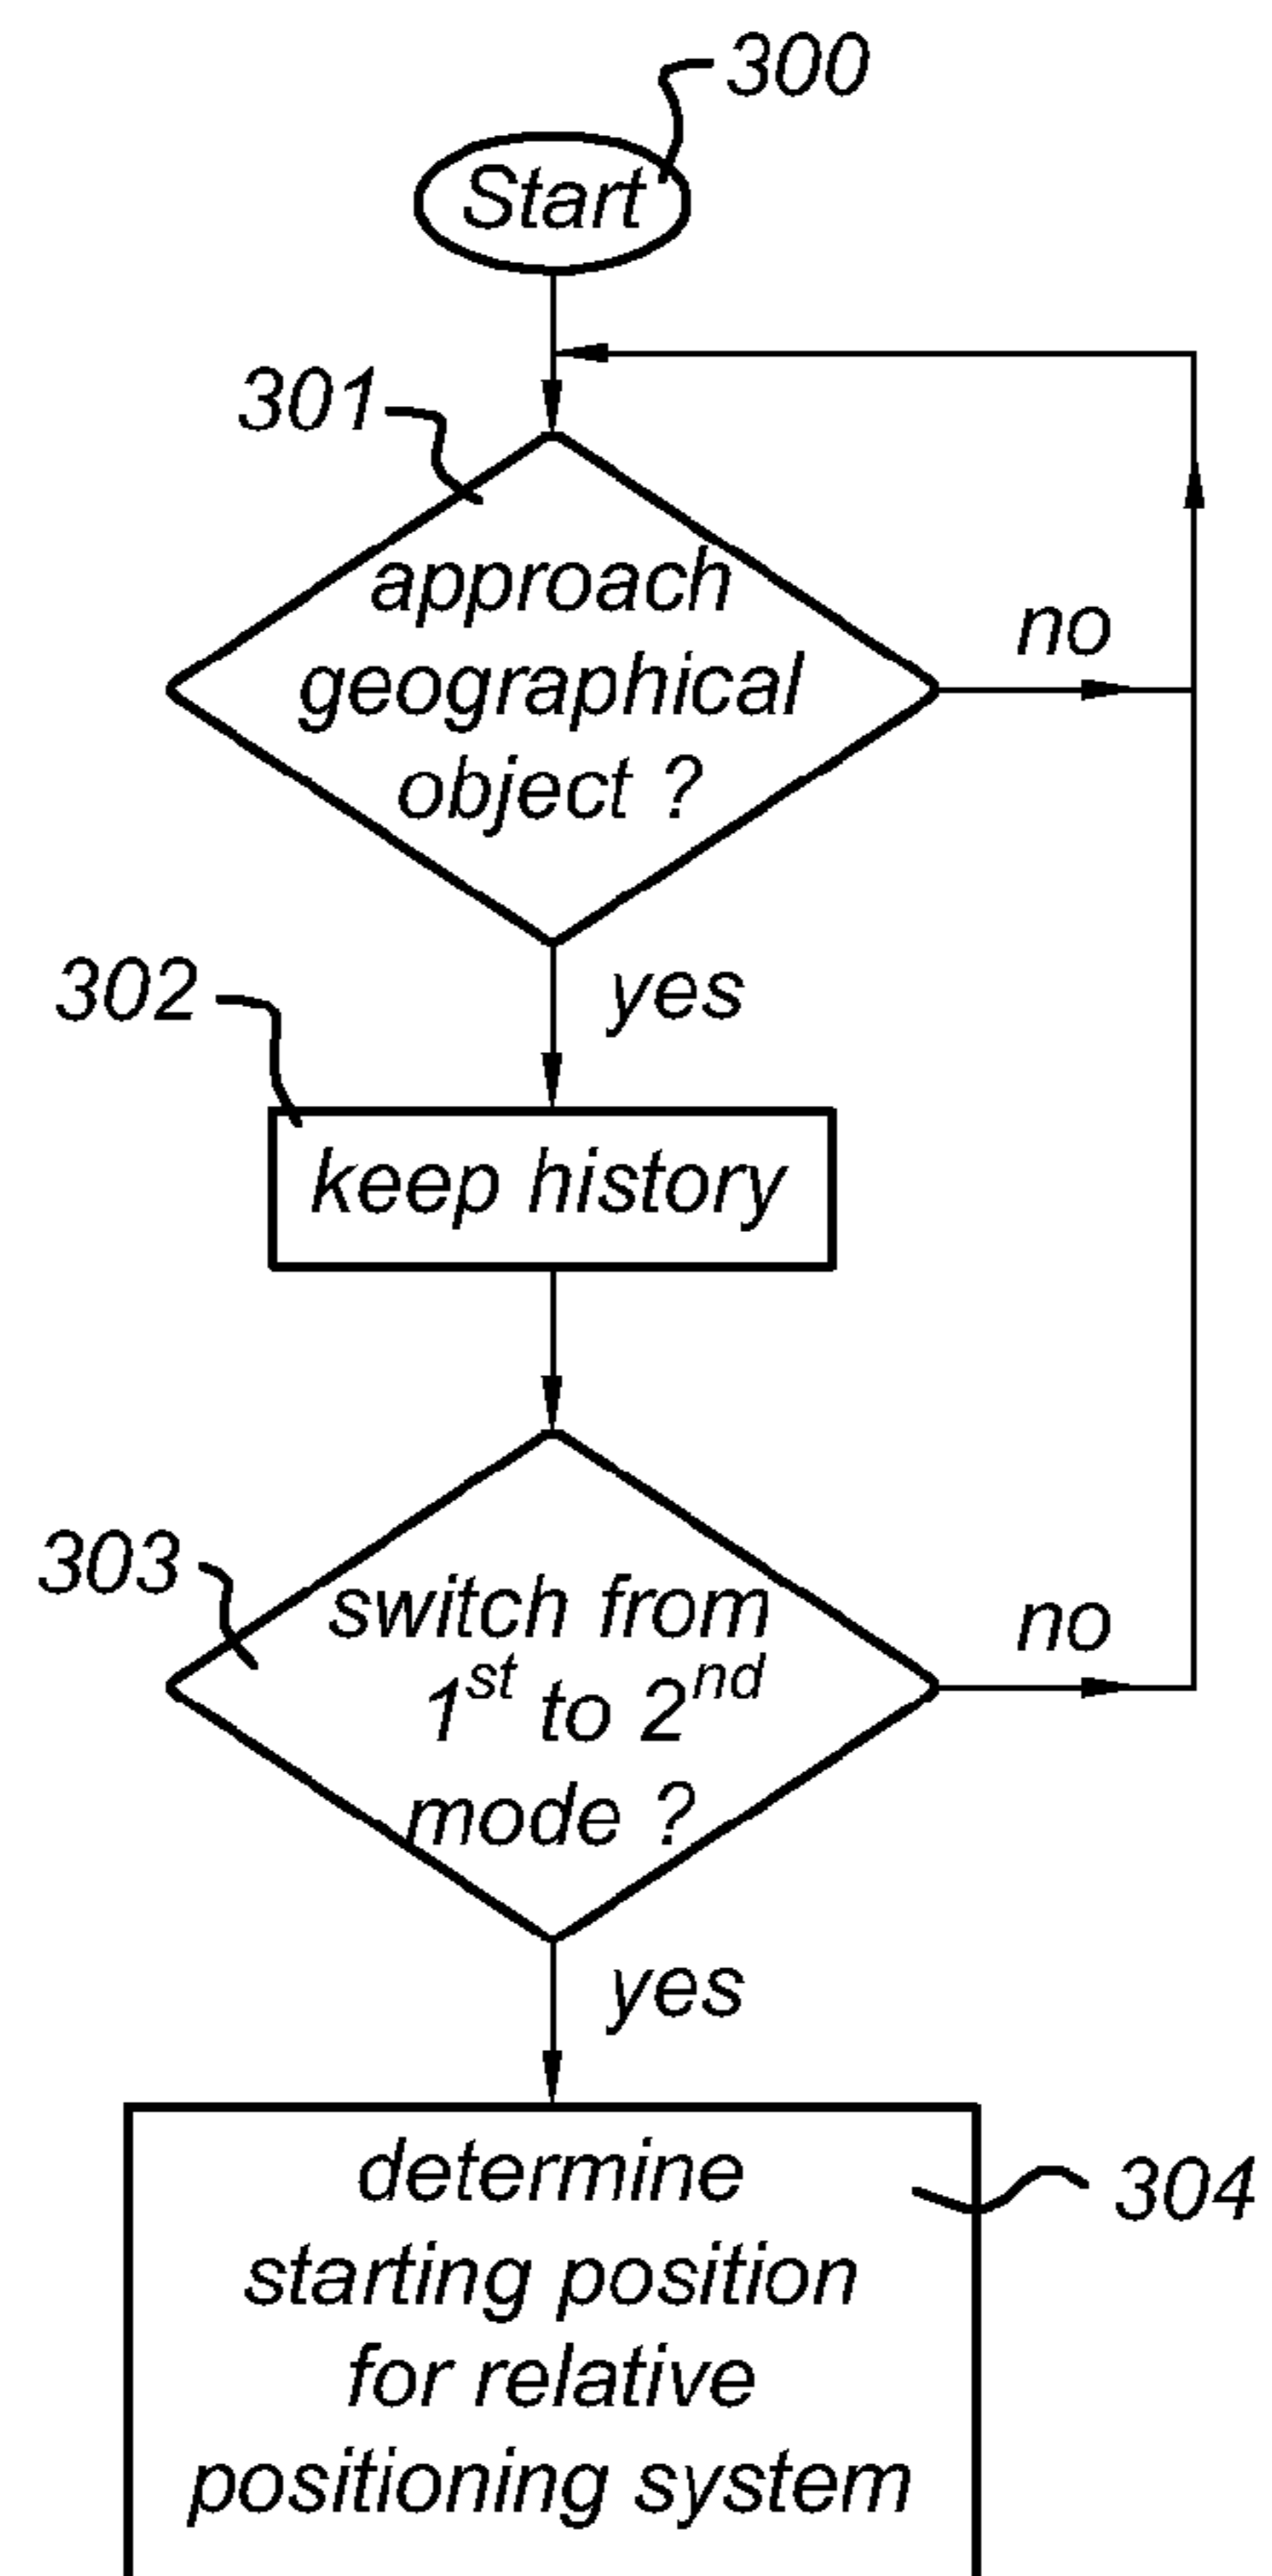 300
Start
301
approach
geographical
object ?
no
yes
302
keep history
303
switch from
1st to 2nd
mode ?
no
yes
304
determine
starting position
for relative
positioning system